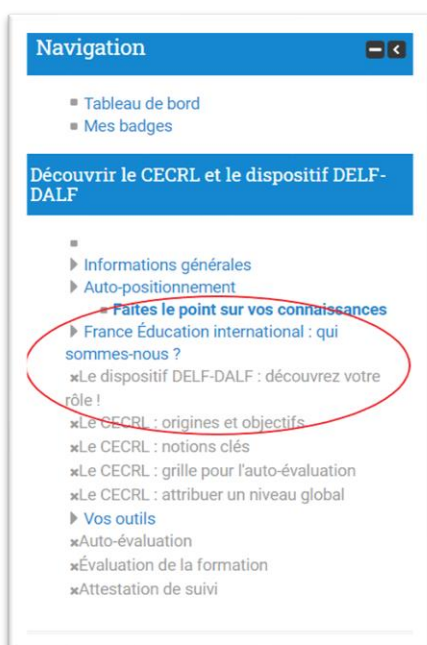 Navigation
Tableau de bord
Mes badges
Découvrir le CECRL et le dispositif DELF-
DALF
Informations générales
Auto-positionnement
Faites le point sur vos connaissances
France Éducation international : qui
sommes-nous ?
Le dispositif DELF-DALF : découvrez votre
rôle !
Le CECRL : origines et objectifs
Le CECRL : notions clés
Le CECRL : grille pour l'auto-évaluation
Le CECRL : attribuer un niveau global
Vos outils
Auto-évaluation
Évaluation de la formation
Attestation de suivi